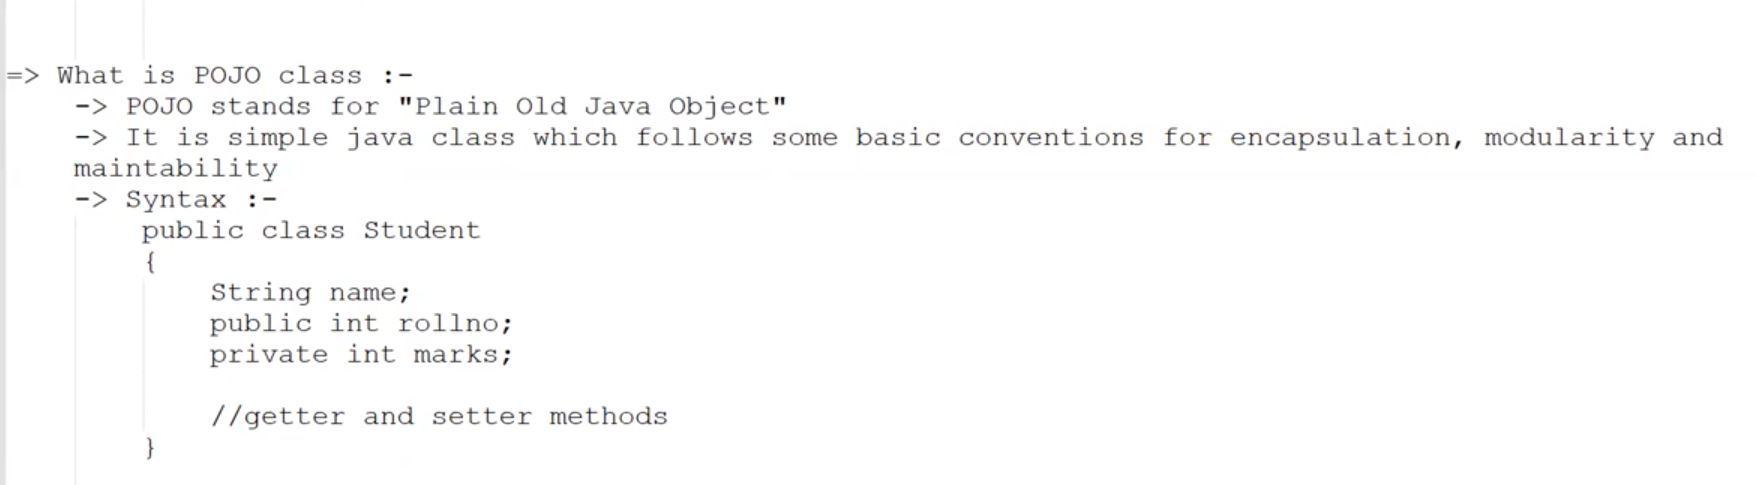 => What is POJO class :-
-> POJO stands for "Plain Old Java Object"
-> It is simple java class which follows some basic conventions for encapsulation, modularity and
maintability
-> Syntax :-
public class Student
{
String name;
public int rollno;
private int marks;
//getter and setter methods
}